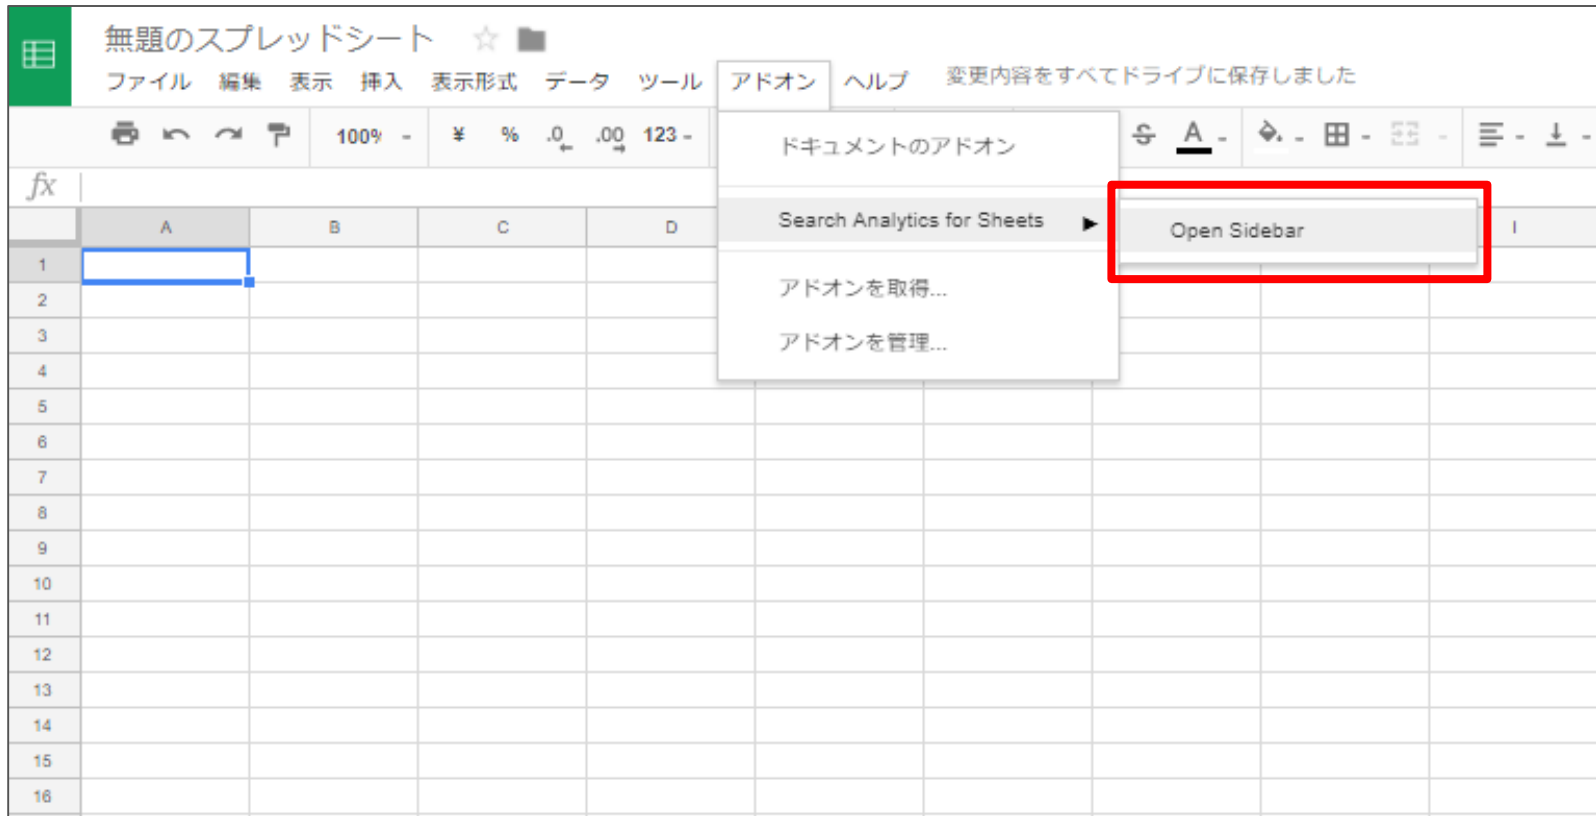 無題のスプレッドシート
ファイル 編集 表示 挿入 表示形式 データ ツール アドオン ヘルプ 変更内容をすべてドライブに保存しました
100% ¥ % .0 .00 123 S A
ドキュメントのアドオン
fx
Search Analytics for Sheets ▶ Open Sidebar
A B C D I
アドオンを取得...
アドオンを管理...
1
2
3
4
5
6
7
8
9
10
11
12
13
14
15
16